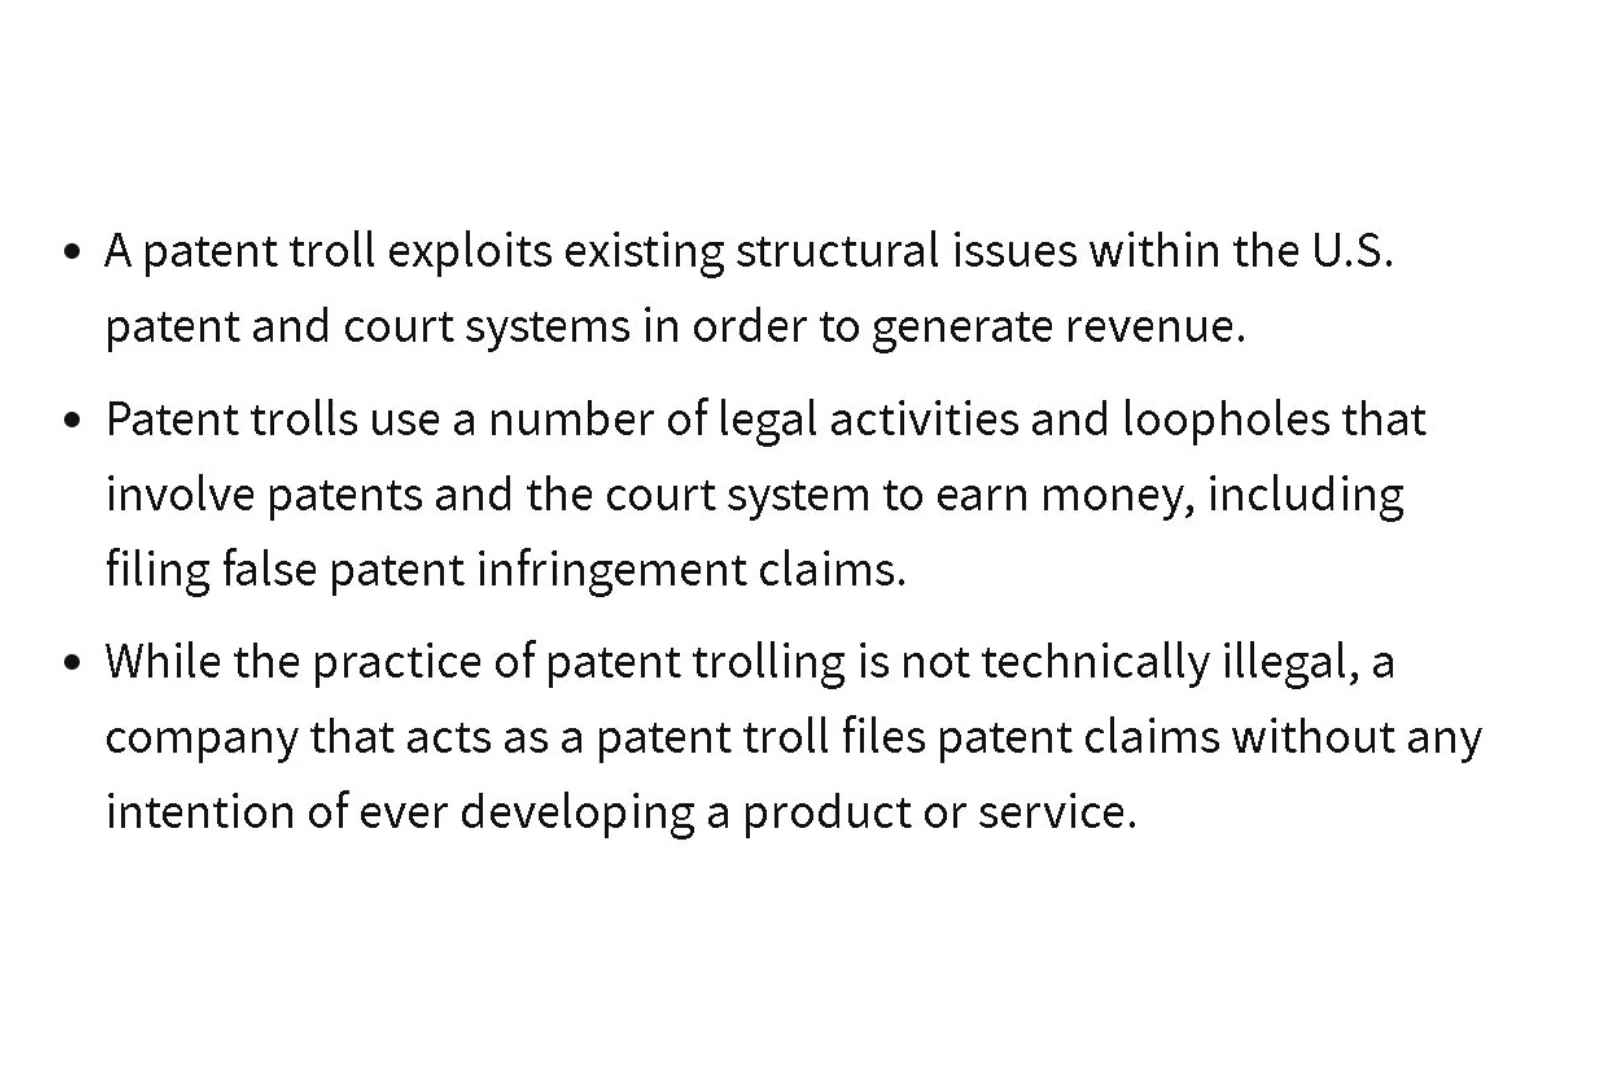 • A patent troll exploits existing structural issues within the U.S.
patent and court systems in order to generate revenue.
• Patent trolls use a number of legal activities and loopholes that
involve patents and the court system to earn money, including
filing false patent infringement claims.
• While the practice of patent trolling is not technically illegal, a
company that acts as a patent troll files patent claims without any
intention of ever developing a product or service.